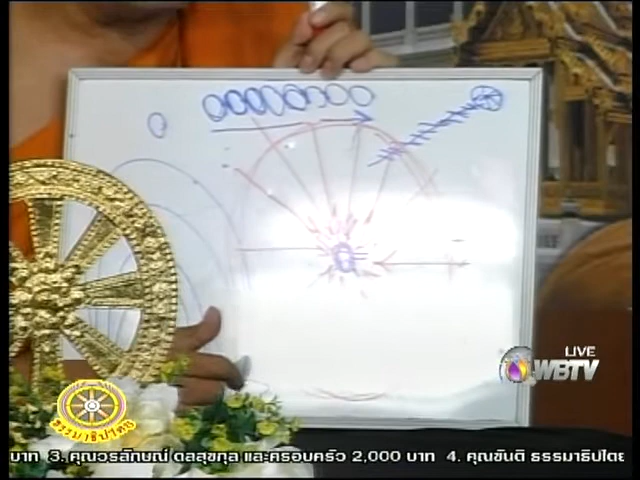 LIVE
WBTV
ธรรมาธิปไตย
บาท 3. คุณวรลักษณ์ ดลสุขกุล และครอบครัว 2,000 บาท 4. คุณขันติ ธรรมาธิปไตย